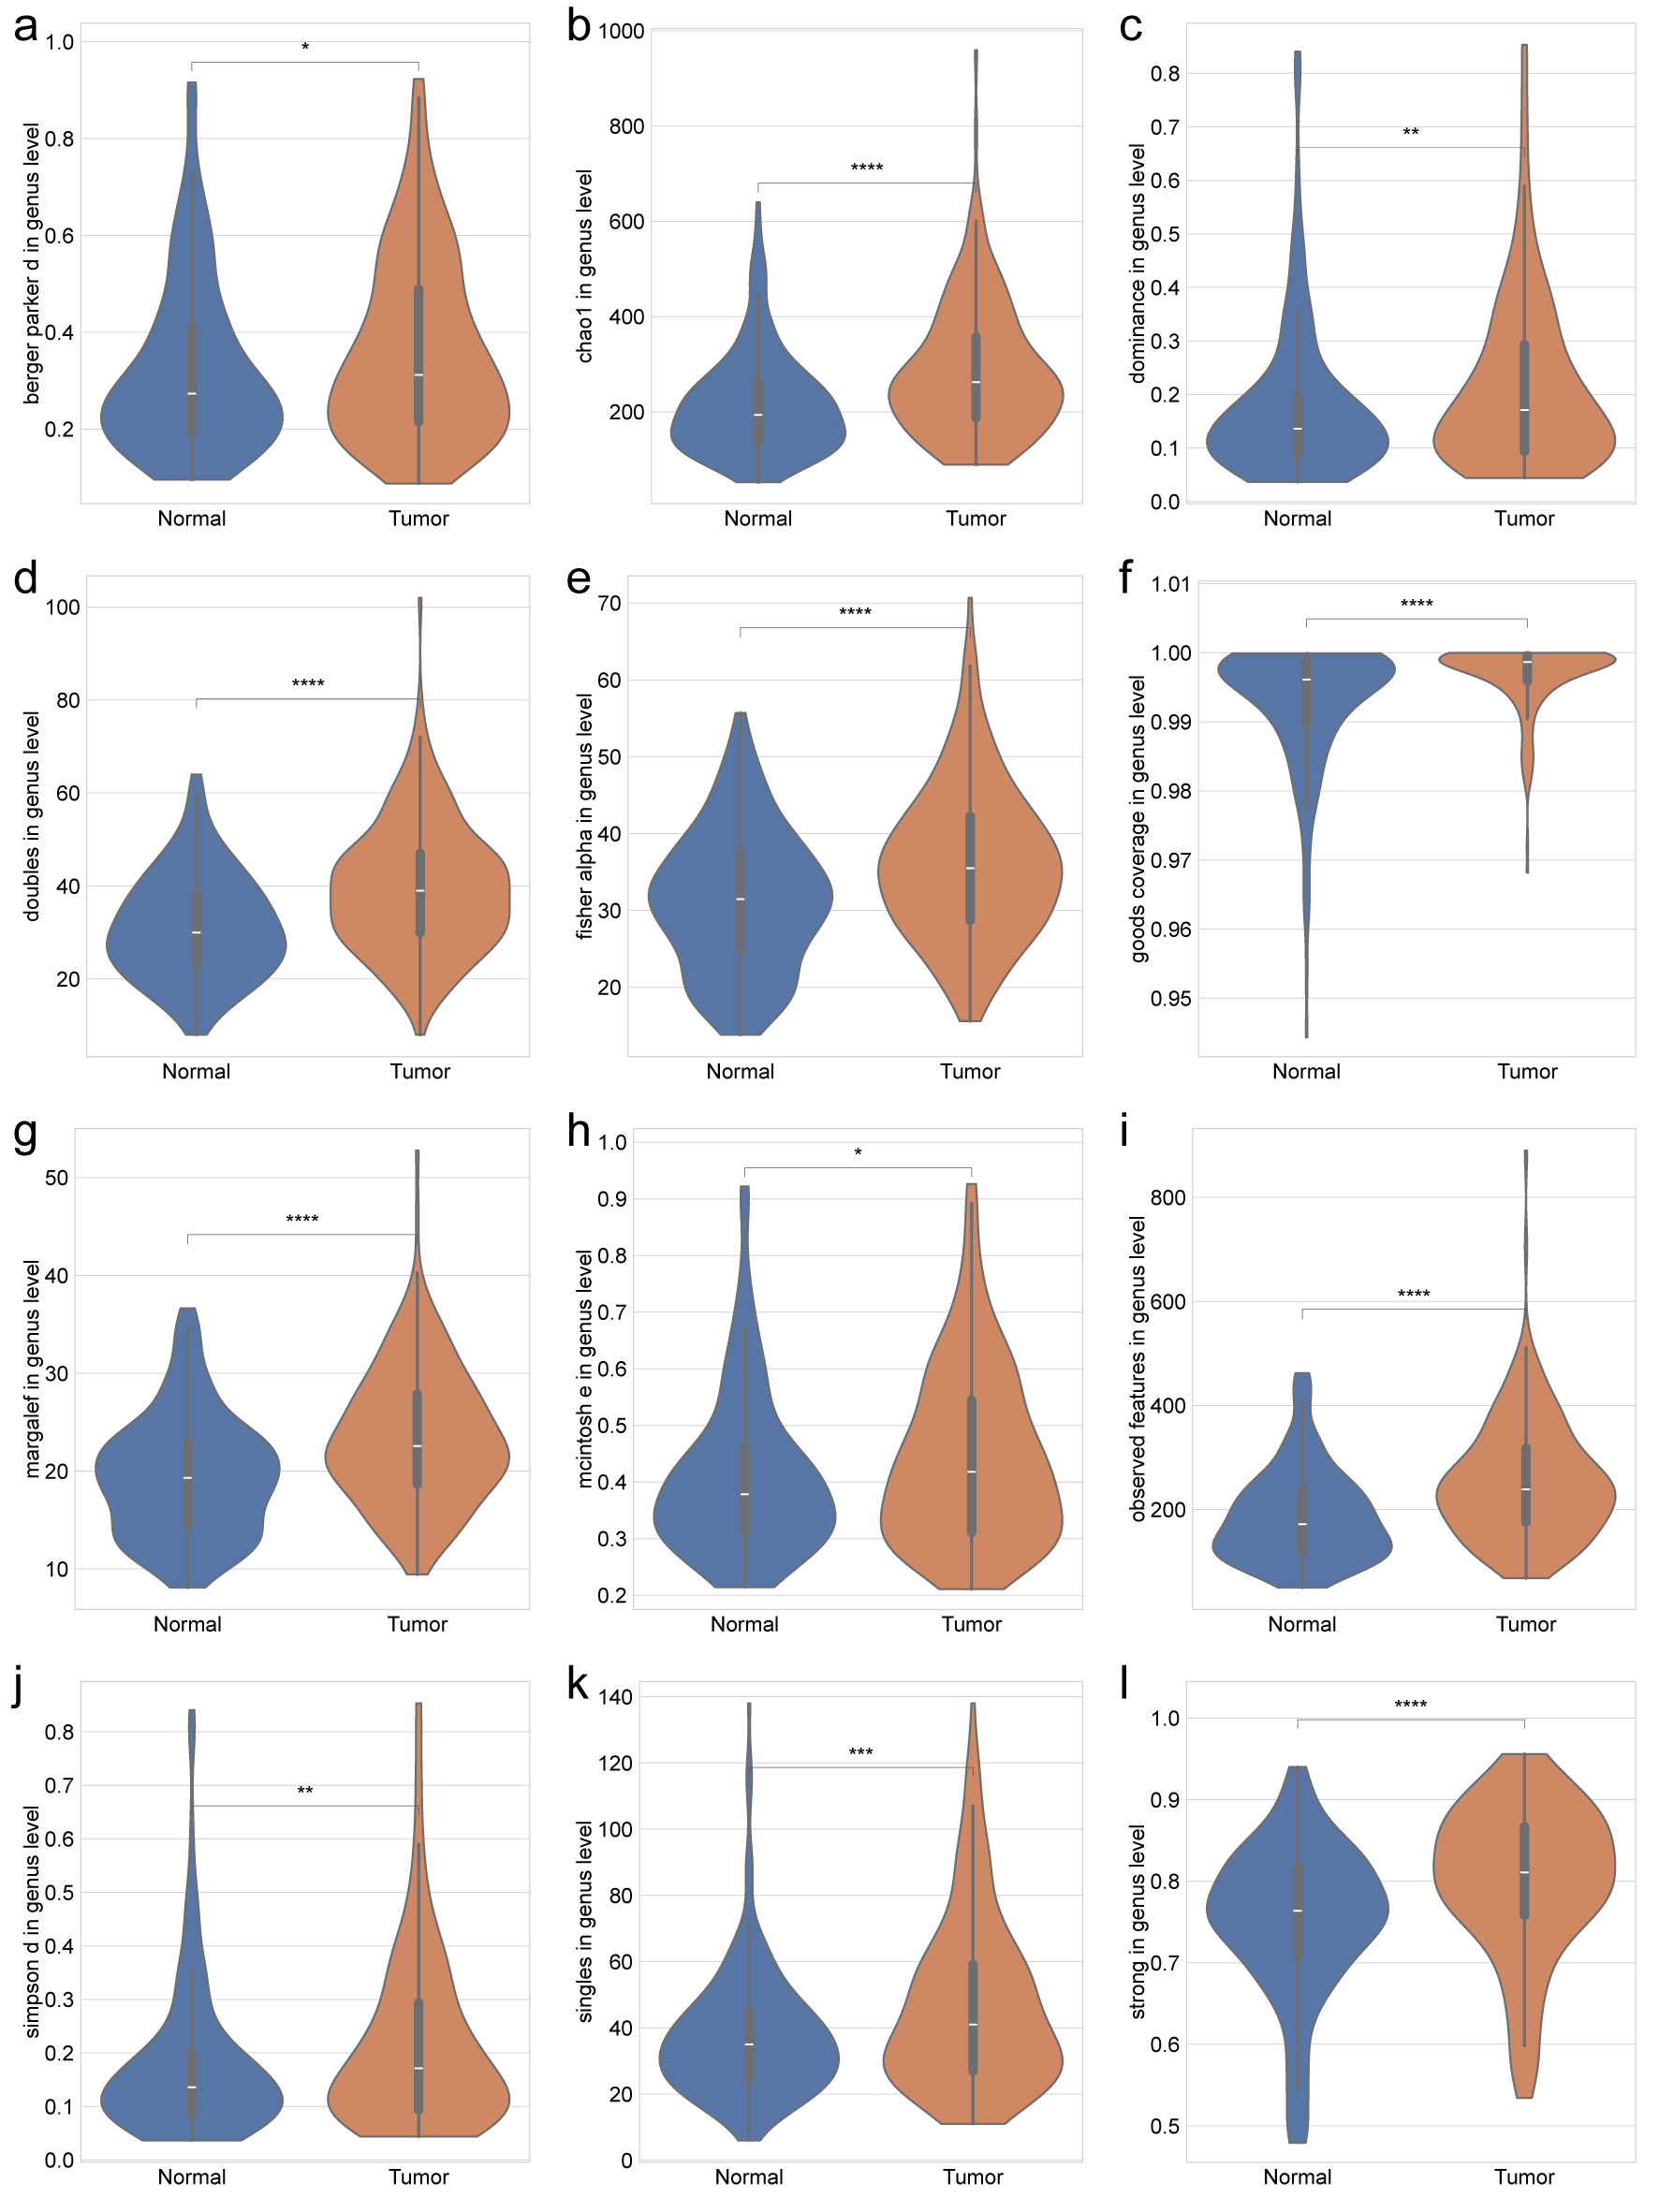 a
berger parker d in genus level
1.0
0.8
0.6
0.4
0.2
*
Normal
Tumor
b
chao1 in genus level
1000
800
600
400
200
****
Normal
Tumor
c
dominance in genus level
0.8
0.7
0.6
0.5
0.4
0.3
0.2
0.1
0.0
**
Normal
Tumor
d
doubles in genus level
100
80
60
40
20
****
Normal
Tumor
e
fisher alpha in genus level
70
60
50
40
30
20
****
Normal
Tumor
f
goods coverage in genus level
1.01
1.00
0.99
0.98
0.97
0.96
0.95
****
Normal
Tumor
g
margalef in genus level
50
40
30
20
10
****
Normal
Tumor
h
mcintosh e in genus level
1.0
0.9
0.8
0.7
0.6
0.5
0.4
0.3
0.2
*
Normal
Tumor
i
observed features in genus level
800
600
400
200
****
Normal
Tumor
j
simpson d in genus level
0.8
0.7
0.6
0.5
0.4
0.3
0.2
0.1
0.0
**
Normal
Tumor
k
singles in genus level
140
120
100
80
60
40
20
0
***
Normal
Tumor
l
strong in genus level
1.0
0.9
0.8
0.7
0.6
0.5
****
Normal
Tumor